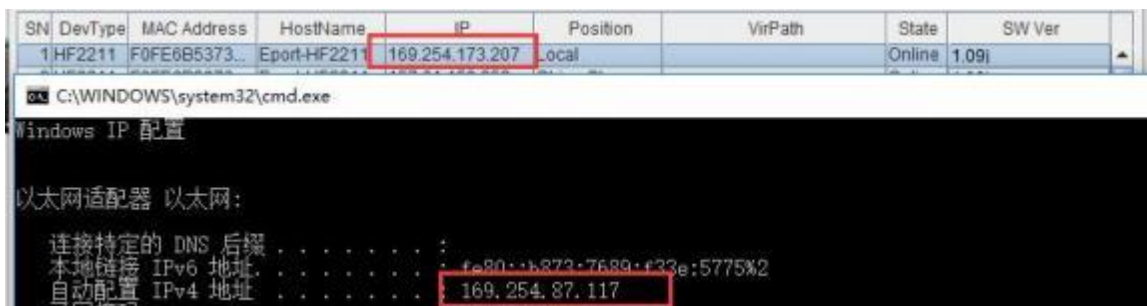 SN DevType MAC Address HostName IP Position VirPath State SW Ver
1 HF2211 F0FE6B5373... Eport-HF2211 169.254.173.207 Local Online 1.09j
C:\WINDOWS\system32\cmd.exe
Windows IP 配置
以太网适配器 以太网:
连接特定的 DNS 后缀 . . . . . . . :
本地链接 IPv6 地址. . . . . . . . : fe80::b873:7689:f33e:5775%2
自动配置 IPv4 地址 . . . . . . . : 169.254.87.117